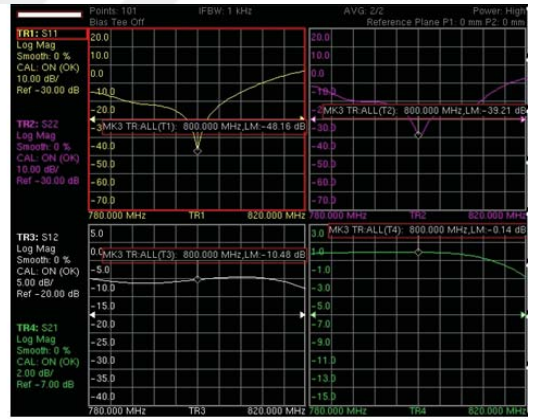 Points: 101 IFBW: 1 kHz AVG: 2/2 Power: High
Bias Tee Off Reference Plane P1: 0 mm P2: 0 mm
TR1: S11
Log Mag
Smooth: 0 %
CAL: ON (OK)
10.00 dB/
Ref -30.00 dB
TR2: S22
Log Mag
Smooth: 0 %
CAL: ON (OK)
10.00 dB/
Ref -30.00 dB
TR3: S12
Log Mag
Smooth: 0 %
CAL: ON (OK)
5.00 dB/
Ref -20.00 dB
TR4: S21
Log Mag
Smooth: 0 %
CAL: ON (OK)
2.00 dB/
Ref -7.00 dB
20.0
10.0
0.0
-10.0
MK3 TR:ALL(T1): 800.000 MHz,LM:-48.16 dB
-40.0
-50.0
-60.0
-70.0
780.000 MHz TR1 820.000 MHz
20.0
10.0
0.0
-10.0
MK3 TR:ALL(T2): 800.000 MHz,LM:-39.21 dB
-30.0
-40.0
-50.0
-60.0
-70.0
780.000 MHz TR2 820.000 MHz
5.0
0.0
MK3 TR:ALL(T3): 800.000 MHz,LM:-10.48 dB
-5.0
-10.0
-15.0
-20.0
-25.0
-30.0
-35.0
-40.0
780.000 MHz TR3 820.000 MHz
3.0
MK3 TR:ALL(T4): 800.000 MHz,LM:-0.14 dB
1.0
-1.0
-3.0
-5.0
-7.0
-9.0
-11.0
-13.0
-15.0
780.000 MHz TR4 820.000 MHz